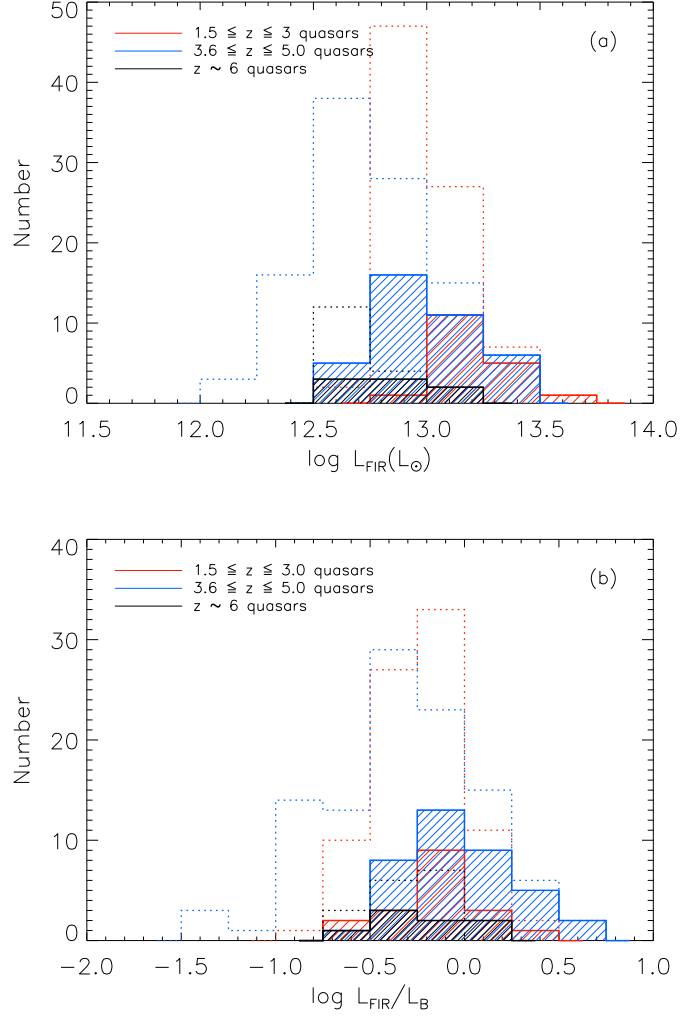 50
1.5 ≦ z ≦ 3 quasars
(a)
3.6 ≦ z ≦ 5.0 quasars
z ~ 6 quasars
40
30
Number
20
10
0
11.5 12.0 12.5 13.0 13.5 14.0
log L_FIR(L_⊙)
40
1.5 ≦ z ≦ 3.0 quasars
(b)
3.6 ≦ z ≦ 5.0 quasars
z ~ 6 quasars
30
Number
20
10
0
−2.0 −1.5 −1.0 −0.5 0.0 0.5 1.0
log L_FIR/L_B